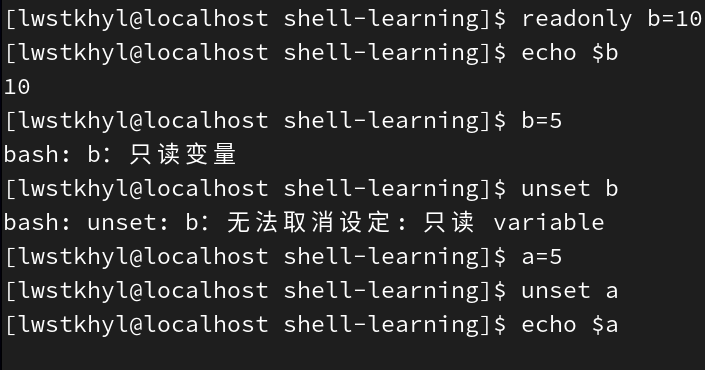 [lwstkhyl@localhost shell-learning]$ readonly b=10
[lwstkhyl@localhost shell-learning]$ echo $b
10
[lwstkhyl@localhost shell-learning]$ b=5
bash: b: 只读变量
[lwstkhyl@localhost shell-learning]$ unset b
bash: unset: b: 无法取消设定: 只读 variable
[lwstkhyl@localhost shell-learning]$ a=5
[lwstkhyl@localhost shell-learning]$ unset a
[lwstkhyl@localhost shell-learning]$ echo $a